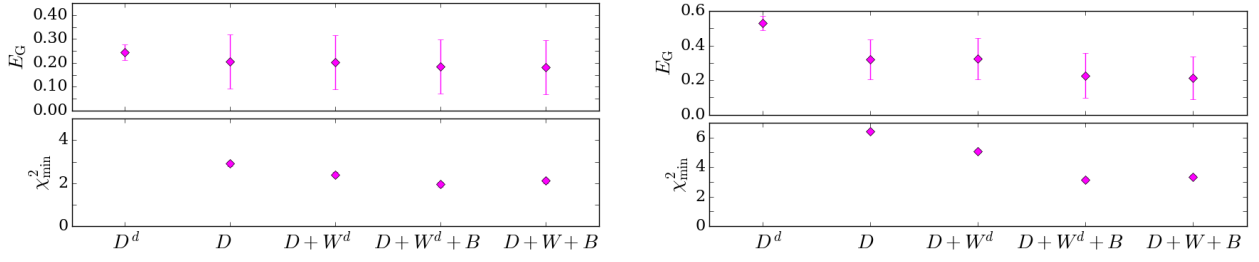 0.40
0.30
0.20
0.10
0.00
E_G
4
2
0
χ²_min
D^d D D + W^d D + W^d + B D + W + B
0.6
0.4
0.2
0.0
E_G
6
4
2
0
χ²_min
D^d D D + W^d D + W^d + B D + W + B